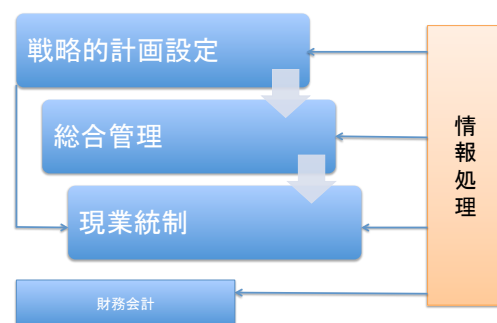 戦略的計画設定
総合管理
現業統制
財務会計
情報処理